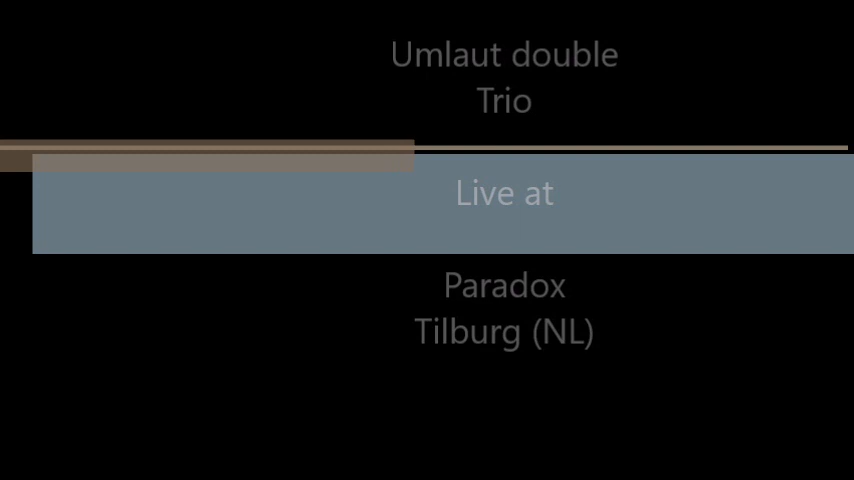 Umlaut double
Trio
Live at
Paradox
Tilburg (NL)